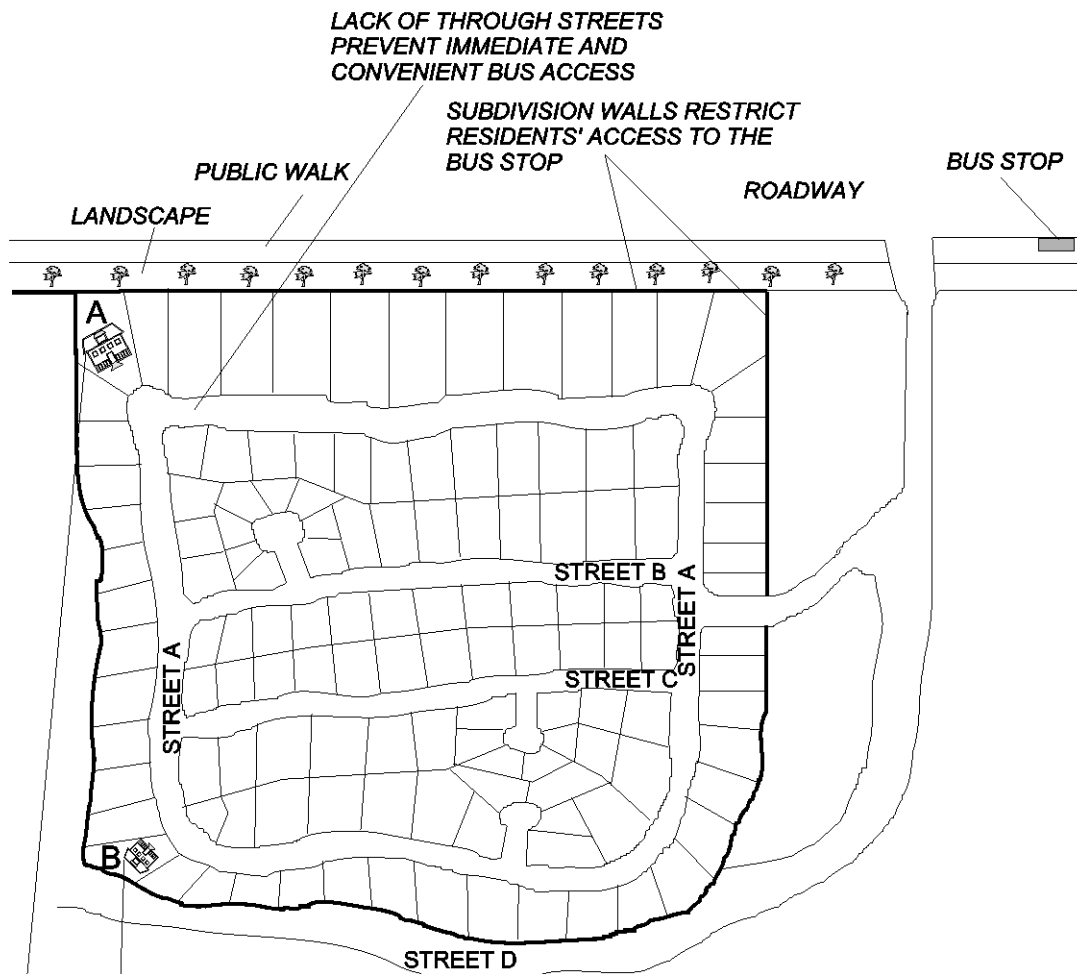 LACK OF THROUGH STREETS
PREVENT IMMEDIATE AND
CONVENIENT BUS ACCESS
SUBDIVISION WALLS RESTRICT
RESIDENTS' ACCESS TO THE
BUS STOP
BUS STOP
PUBLIC WALK
ROADWAY
LANDSCAPE
A
STREET B
STREET A
STREET C
STREET A
B
STREET D